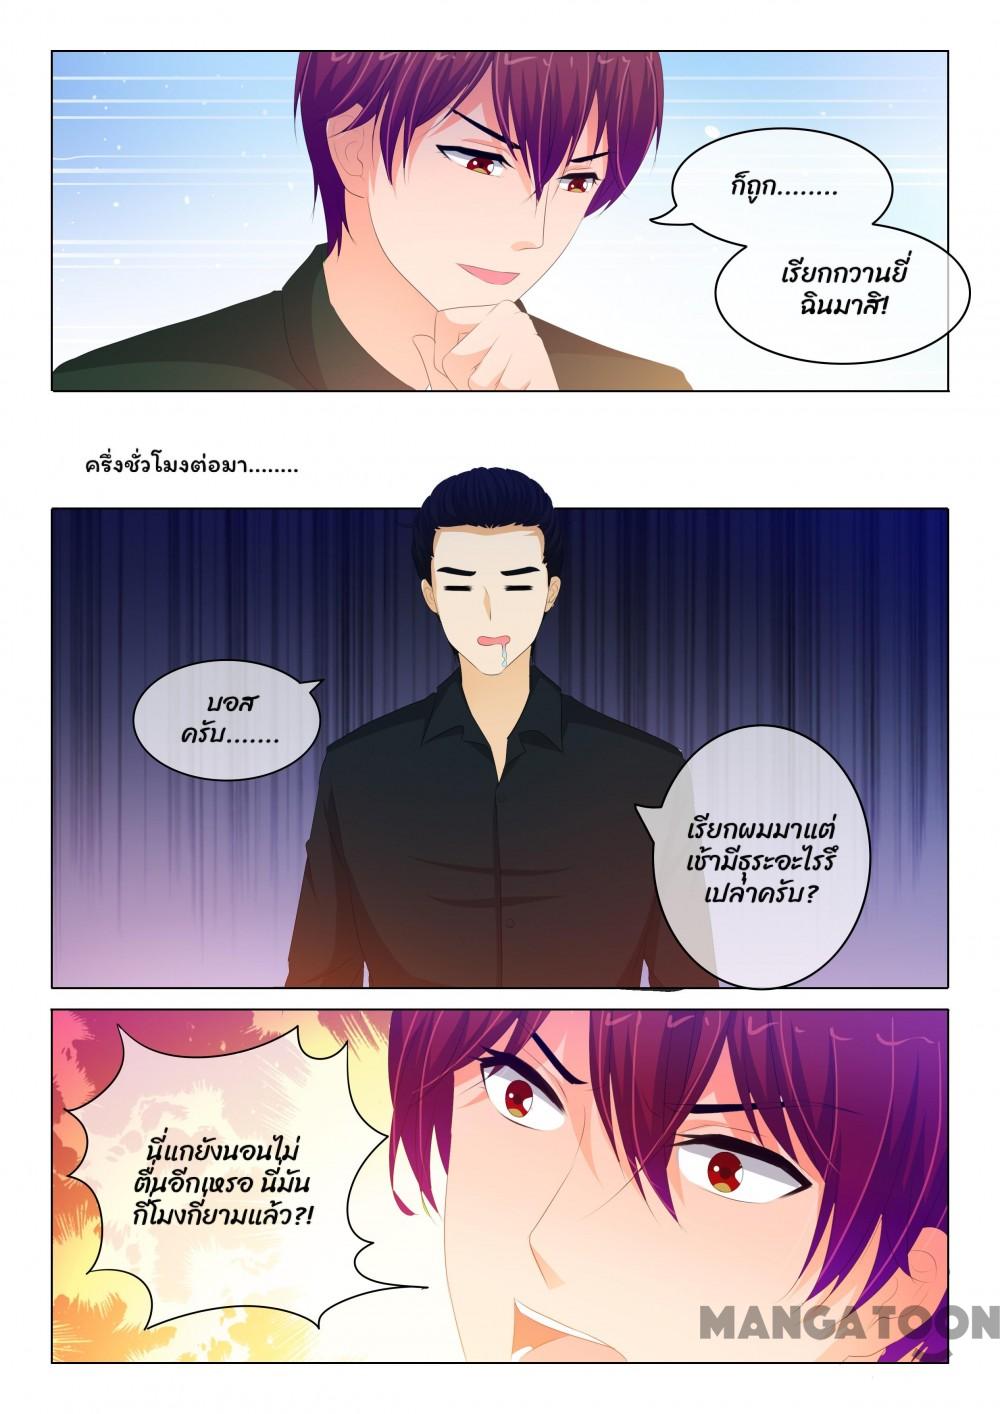 ก็ถูก........
เรียกกวานยี่
ฉินมาสิ!
ครึ่งชั่วโมงต่อมา........
บอส
ครับ.......
เรียกผมมาแต่
เช้ามีธุระอะไรรึ
เปล่าครับ?
นี่แกยังนอนไม่
ตื่นอีกเหรอ นี่มัน
กี่โมงกี่ยามแล้ว?!
MANGATOON